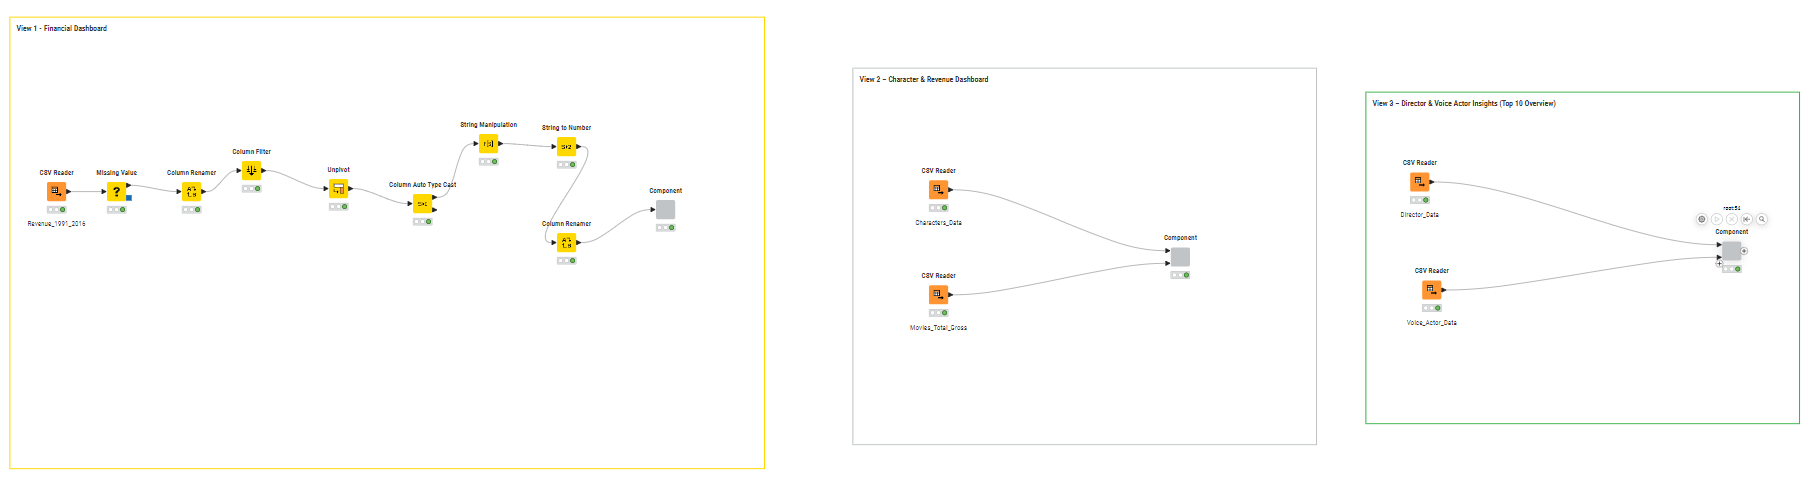 View 1 - Financial Dashboard
CSV Reader
Revenue_1991_2016
Missing Value
?
Column Renamer
Column Filter
Unpivot
Column Auto Type Cast
String Manipulation
String to Number
Column Renamer
Component
View 2 – Character & Revenue Dashboard
CSV Reader
Characters_Data
CSV Reader
Movies_Total_Gross
Component
View 3 – Director & Voice Actor Insights (Top 10 Overview)
CSV Reader
Director_Data
CSV Reader
Voice_Actor_Data
root:51
Component